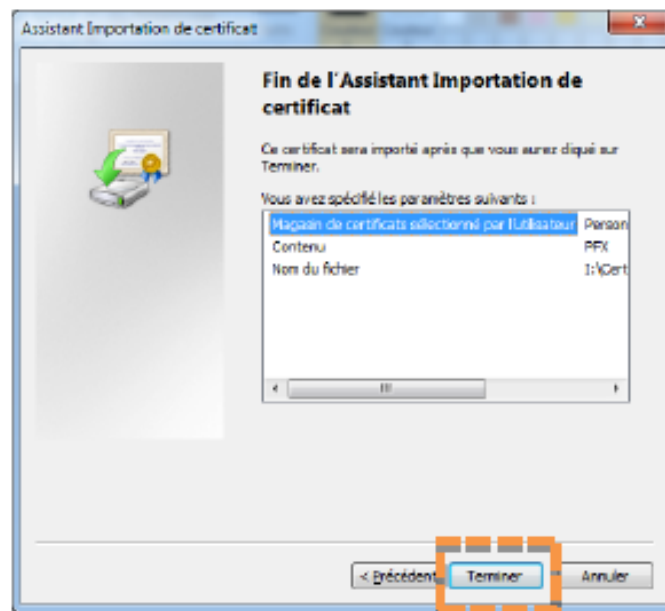 Assistant Importation de certificat
Fin de l'Assistant Importation de
certificat
Ce certificat sera importé après que vous aurez cliqué sur
Terminer.
Vous avez spécifié les paramètres suivants :
Magasin de certificats sélectionné par l'utilisateur Person
Contenu PFX
Nom du fichier I:\Cert
< Précédent Terminer Annuler